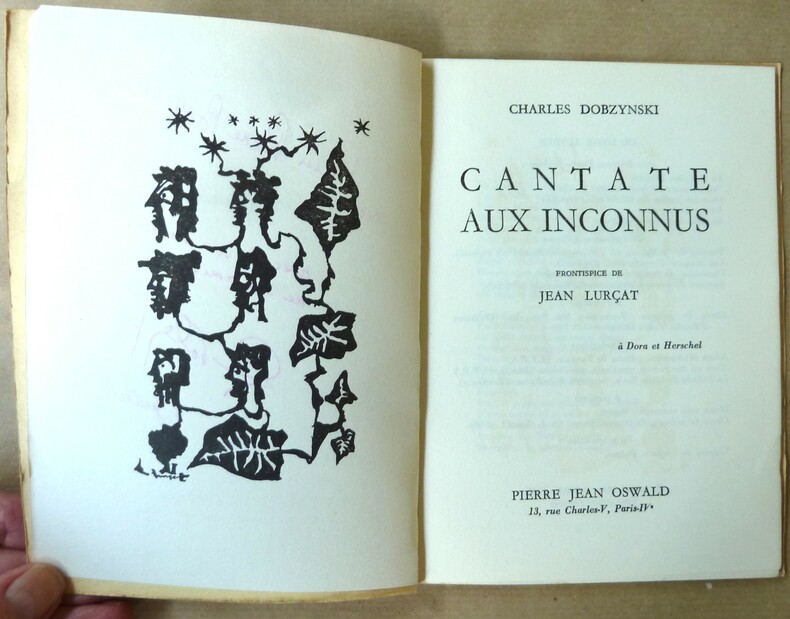 CHARLES DOBZYNSKI
CANTATE
AUX INCONNUS
FRONTISPICE DE
JEAN LURÇAT
à Dora et Herschel
PIERRE JEAN OSWALD
13, rue Charles-V, Paris-IVᵉ